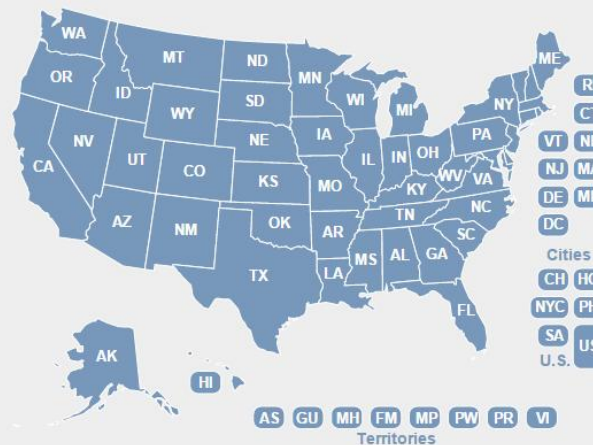 WA
MT
ND
MN
ME
OR
ID
SD
WI
MI
NY
WY
IA
PA
NV
NE
IL
IN
OH
VT
CA
UT
CO
KS
MO
KY
WV
VA
NJ
AZ
NM
OK
AR
TN
NC
DE
TX
LA
MS
AL
GA
SC
DC
Cities
CH
FL
NYC
SA
U.S.
AK
HI
AS GU MH FM MP PW PR VI
Territories